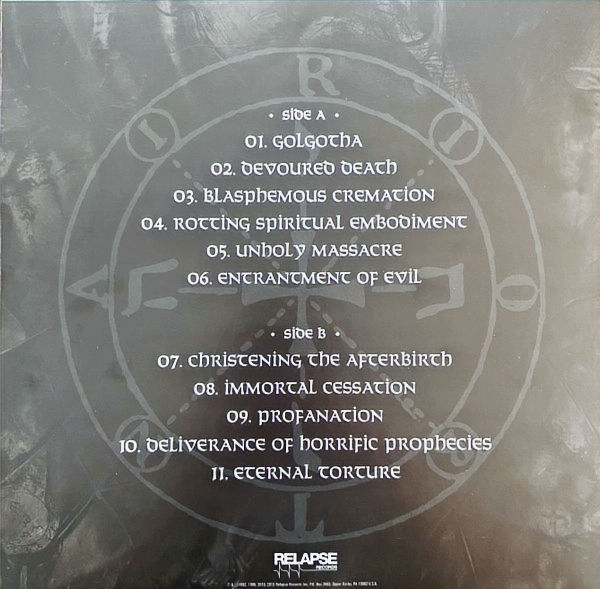 • SIDE A •
01. GOLGOTHA
02. DEVOURED DEATH
03. BLASPHEMOUS CREMATION
04. ROTTING SPIRITUAL EMBODIMENT
05. UNHOLY MASSACRE
06. ENTRANTMENT OF EVIL
• SIDE B •
07. CHRISTENING THE AFTERBIRTH
08. IMMORTAL CESSATION
09. PROFANATION
10. DELIVERANCE OF HORRIFIC PROPHECIES
11. ETERNAL TORTURE
RELAPSE
RECORDS